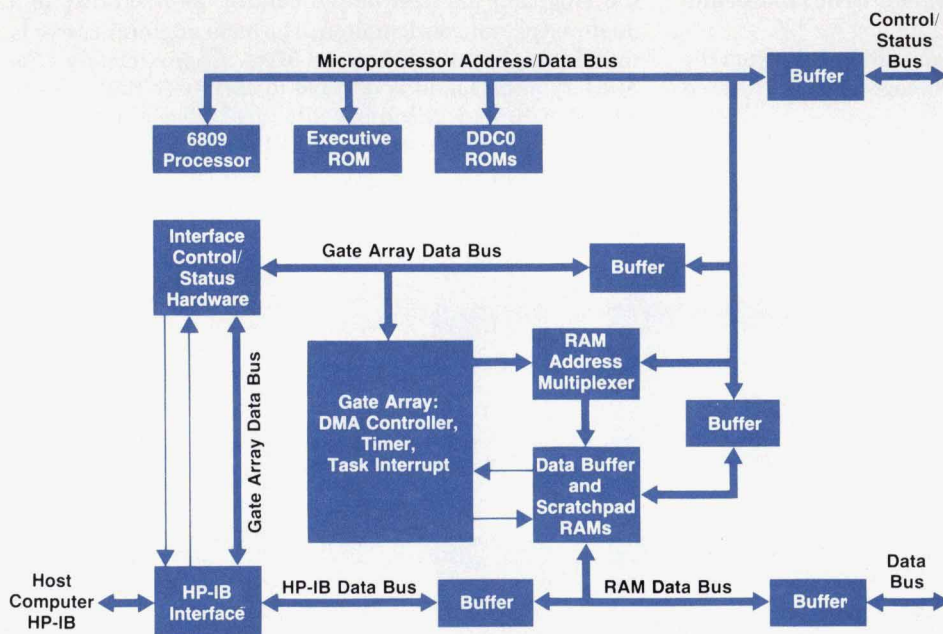 Control/
Status
Bus
Microprocessor Address/Data Bus
Buffer
6809
Processor
Executive
ROM
DDC0
ROMs
Interface
Control/
Status
Hardware
Gate Array Data Bus
Buffer
Gate Array Data Bus
RAM
Address
Multiplexer
Gate Array:
DMA Controller,
Timer,
Task Interrupt
Buffer
Data Buffer
and
Scratchpad
RAMs
Host
Computer
HP-IB
HP-IB
Interface
HP-IB Data Bus
Buffer
RAM Data Bus
Buffer
Data
Bus